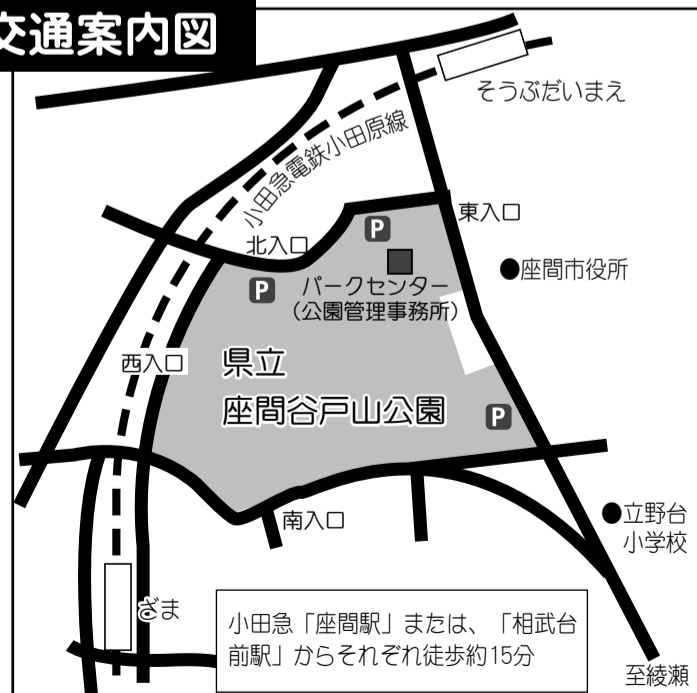 交通案内図
そうぶだいまえ
小田急電鉄小田原線
東入口
P
北入口
座間市役所
P
パークセンター
（公園管理事務所）
西入口
県立
座間谷戸山公園
P
南入口
立野台
小学校
ざま
小田急「座間駅」または、「相武台
前駅」からそれぞれ徒歩約15分
至綾瀬